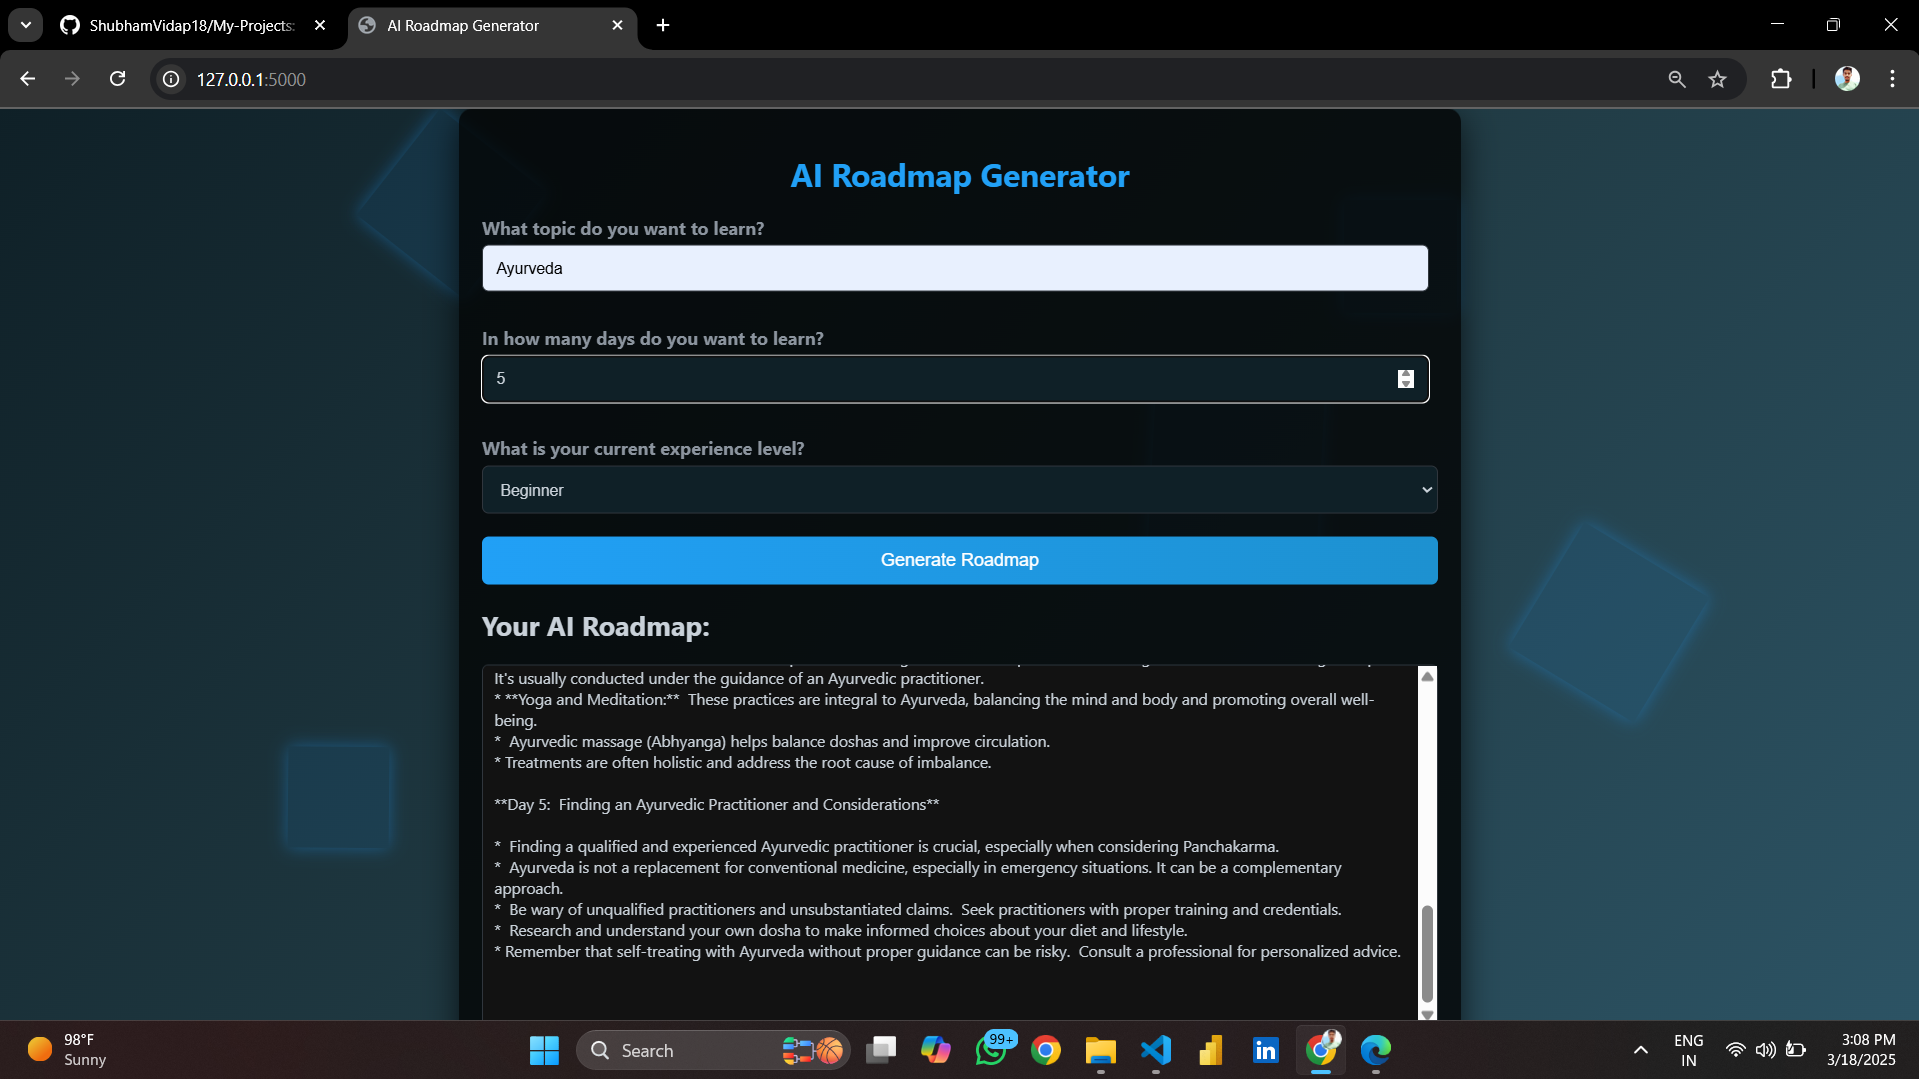 ShubhamVidap18/My-Projects:
AI Roadmap Generator
127.0.0.1:5000
AI Roadmap Generator
What topic do you want to learn?
Ayurveda
In how many days do you want to learn?
5
What is your current experience level?
Beginner
Generate Roadmap
Your AI Roadmap:
It's usually conducted under the guidance of an Ayurvedic practitioner.
* **Yoga and Meditation:**  These practices are integral to Ayurveda, balancing the mind and body and promoting overall well-
being.
*  Ayurvedic massage (Abhyanga) helps balance doshas and improve circulation.
* Treatments are often holistic and address the root cause of imbalance.
**Day 5:  Finding an Ayurvedic Practitioner and Considerations**
*  Finding a qualified and experienced Ayurvedic practitioner is crucial, especially when considering Panchakarma.
*  Ayurveda is not a replacement for conventional medicine, especially in emergency situations. It can be a complementary
approach.
*  Be wary of unqualified practitioners and unsubstantiated claims.  Seek practitioners with proper training and credentials.
*  Research and understand your own dosha to make informed choices about your diet and lifestyle.
* Remember that self-treating with Ayurveda without proper guidance can be risky.  Consult a professional for personalized advice.
98°F
Sunny
Search
99+
in
ENG
IN
3:08 PM
3/18/2025